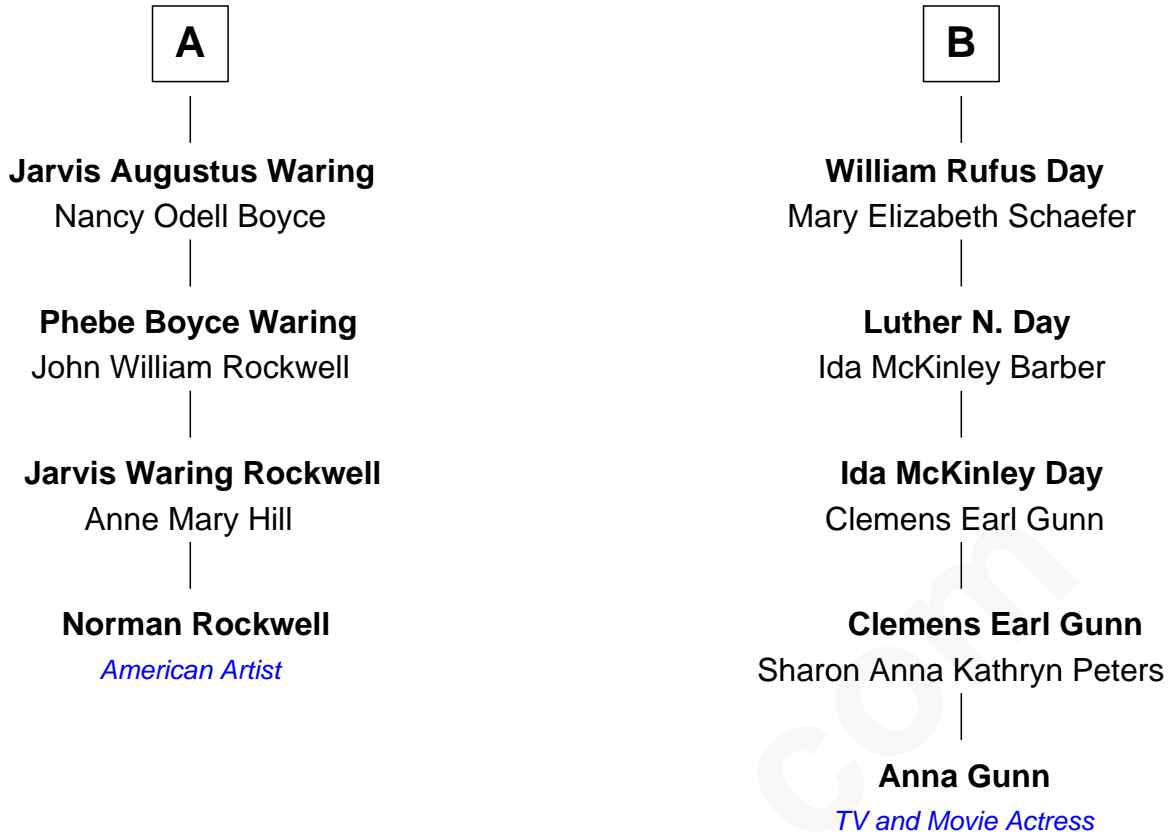 A
Jarvis Augustus Waring
Nancy Odell Boyce
Phebe Boyce Waring
John William Rockwell
Jarvis Waring Rockwell
Anne Mary Hill
Norman Rockwell
American Artist
B
William Rufus Day
Mary Elizabeth Schaefer
Luther N. Day
Ida McKinley Barber
Ida McKinley Day
Clemens Earl Gunn
Clemens Earl Gunn
Sharon Anna Kathryn Peters
Anna Gunn
TV and Movie Actress
com